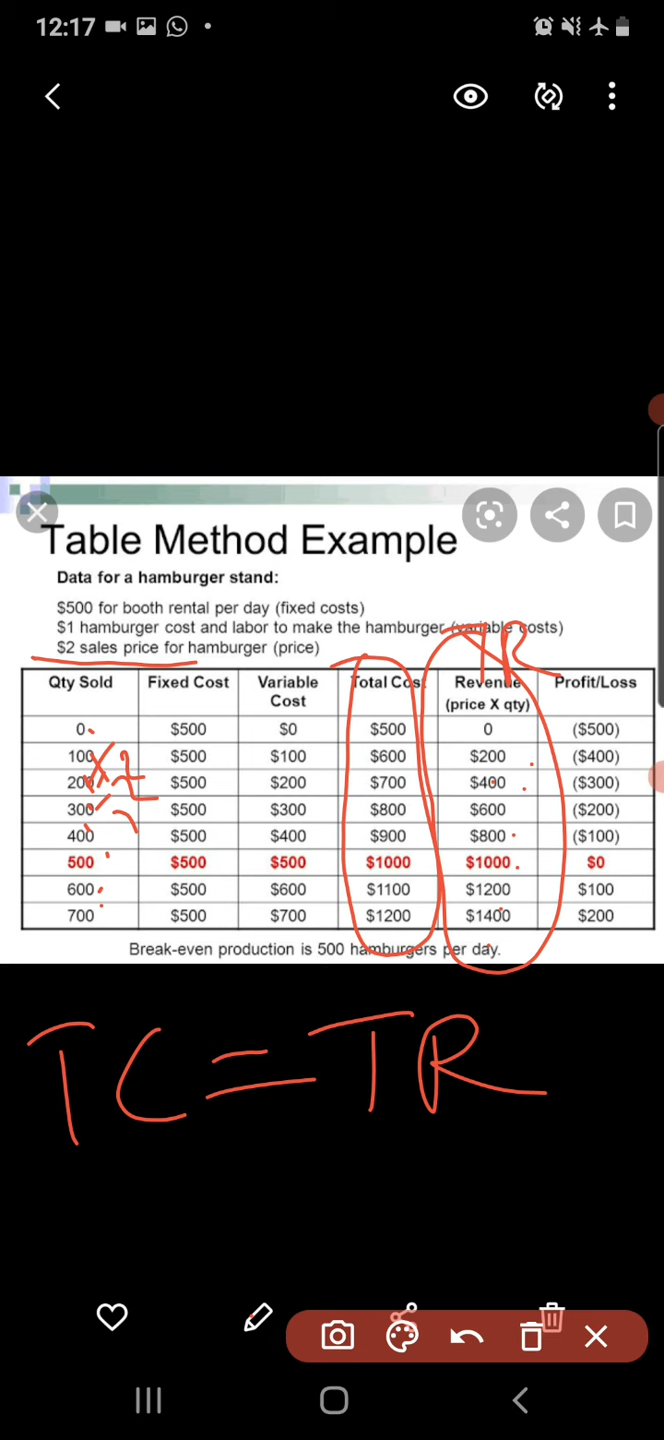 12:17
Table Method Example
Data for a hamburger stand:
$500 for booth rental per day (fixed costs)
$1 hamburger cost and labor to make the hamburger (variable costs)
$2 sales price for hamburger (price)
TR
Qty Sold Fixed Cost Variable Cost Total Cost Revenue (price X qty) Profit/Loss
0 $500 $0 $500 0 ($500)
100 $500 $100 $600 $200 ($400)
200 $500 $200 $700 $400 ($300)
300 $500 $300 $800 $600 ($200)
400 $500 $400 $900 $800 ($100)
500 $500 $500 $1000 $1000 $0
600 $500 $600 $1100 $1200 $100
700 $500 $700 $1200 $1400 $200
Break-even production is 500 hamburgers per day.
TC=TR